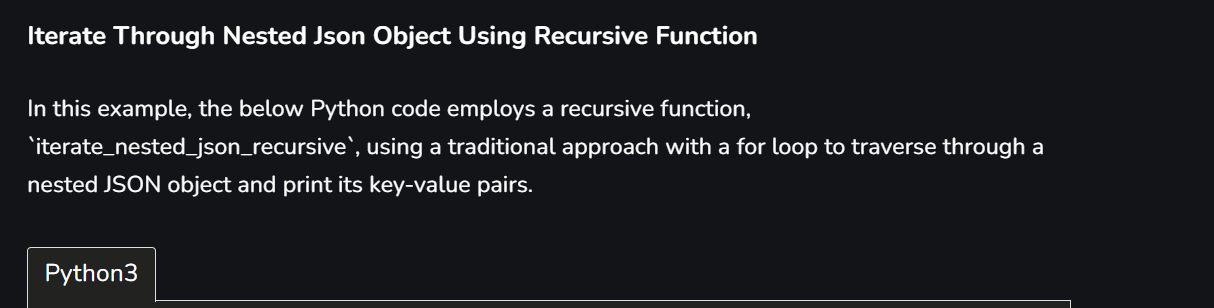 Iterate Through Nested Json Object Using Recursive Function
In this example, the below Python code employs a recursive function,
`iterate_nested_json_recursive`, using a traditional approach with a for loop to traverse through a
nested JSON object and print its key-value pairs.
Python3